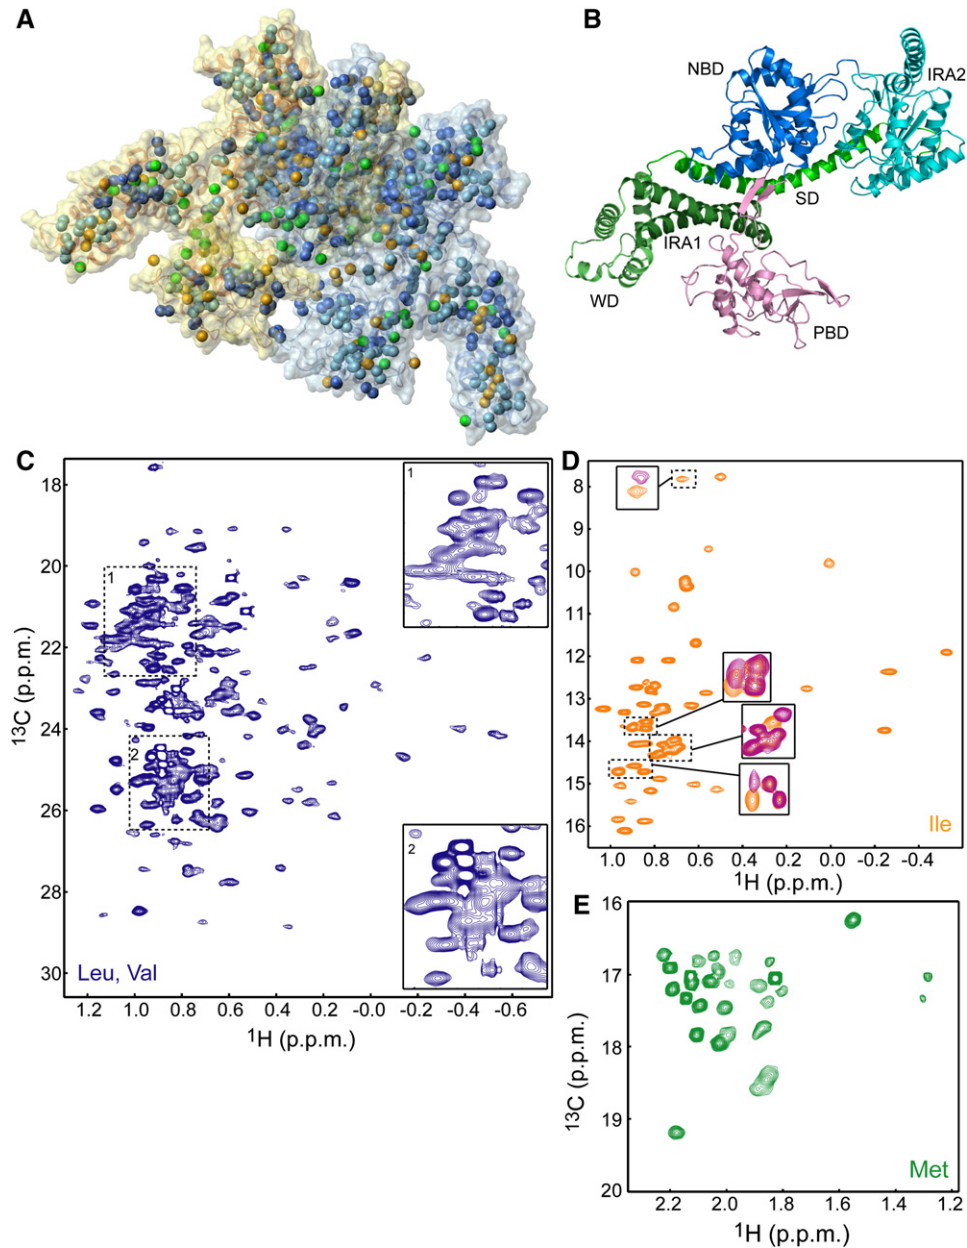 A
B
NBD
IRA2
SD
IRA1
WD
PBD
C
18
20
22
24
26
28
30
13C (p.p.m.)
1
2
1
2
Leu, Val
1.2 1.0 0.8 0.6 0.4 0.2 -0.0 -0.2 -0.4 -0.6
1H (p.p.m.)
D
8
9
10
11
12
13
14
15
16
Ile
1.0 0.8 0.6 0.4 0.2 0.0 -0.2 -0.4
1H (p.p.m.)
E
16
17
18
19
20
13C (p.p.m.)
Met
2.2 2.0 1.8 1.6 1.4 1.2
1H (p.p.m.)